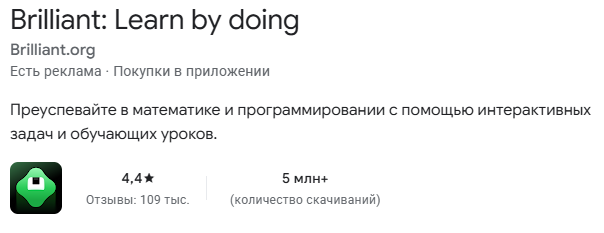 Brilliant: Learn by doing
Brilliant.org
Есть реклама · Покупки в приложении
Преуспевайте в математике и программировании с помощью интерактивных
задач и обучающих уроков.
4,4★ 5 млн+
Отзывы: 109 тыс. (количество скачиваний)